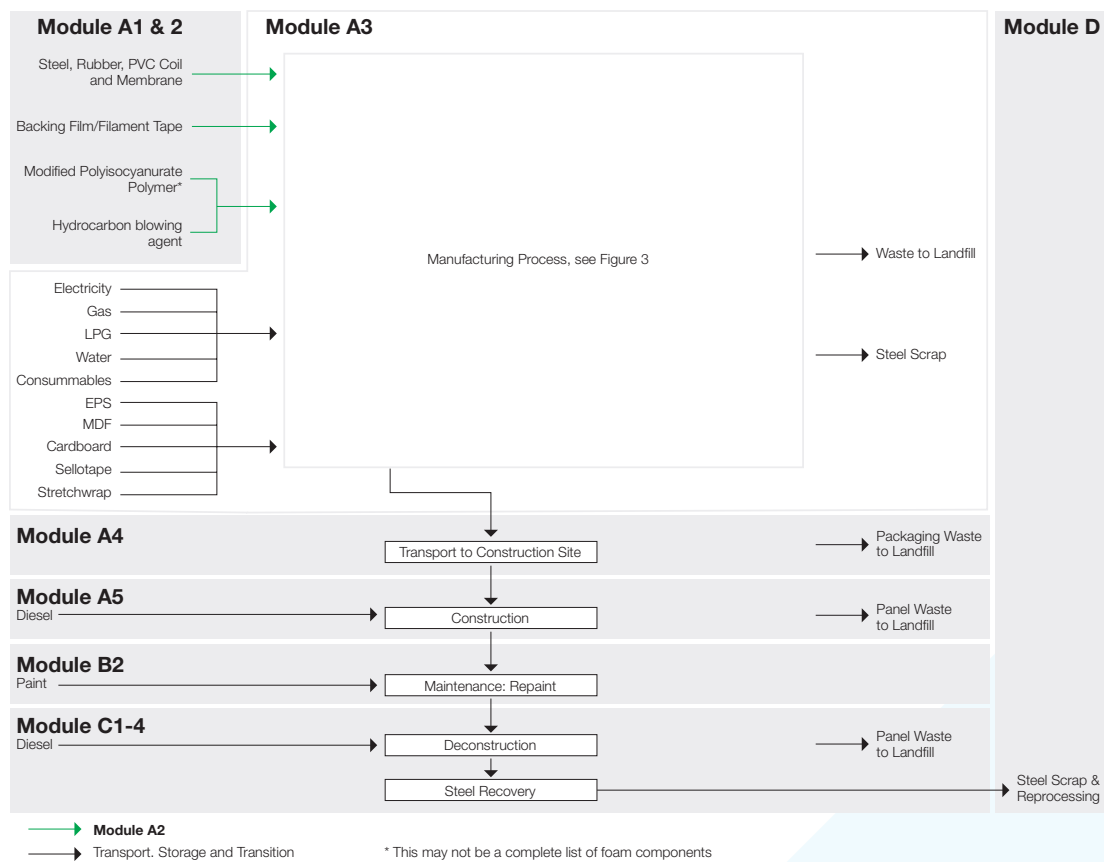 Module A1 & 2
Module A3
Module D
Steel, Rubber, PVC Coil
and Membrane
Backing Film/Filament Tape
Modified Polyisocyanurate
Polymer*
Hydrocarbon blowing
agent
Manufacturing Process, see Figure 3
Waste to Landfill
Steel Scrap
Electricity
Gas
LPG
Water
Consummables
EPS
MDF
Cardboard
Sellotape
Stretchwrap
Module A4
Transport to Construction Site
Packaging Waste
to Landfill
Module A5
Diesel
Construction
Panel Waste
to Landfill
Module B2
Paint
Maintenance: Repaint
Module C1-4
Diesel
Deconstruction
Panel Waste
to Landfill
Steel Recovery
Steel Scrap &
Reprocessing
Module A2
Transport. Storage and Transition
* This may not be a complete list of foam components